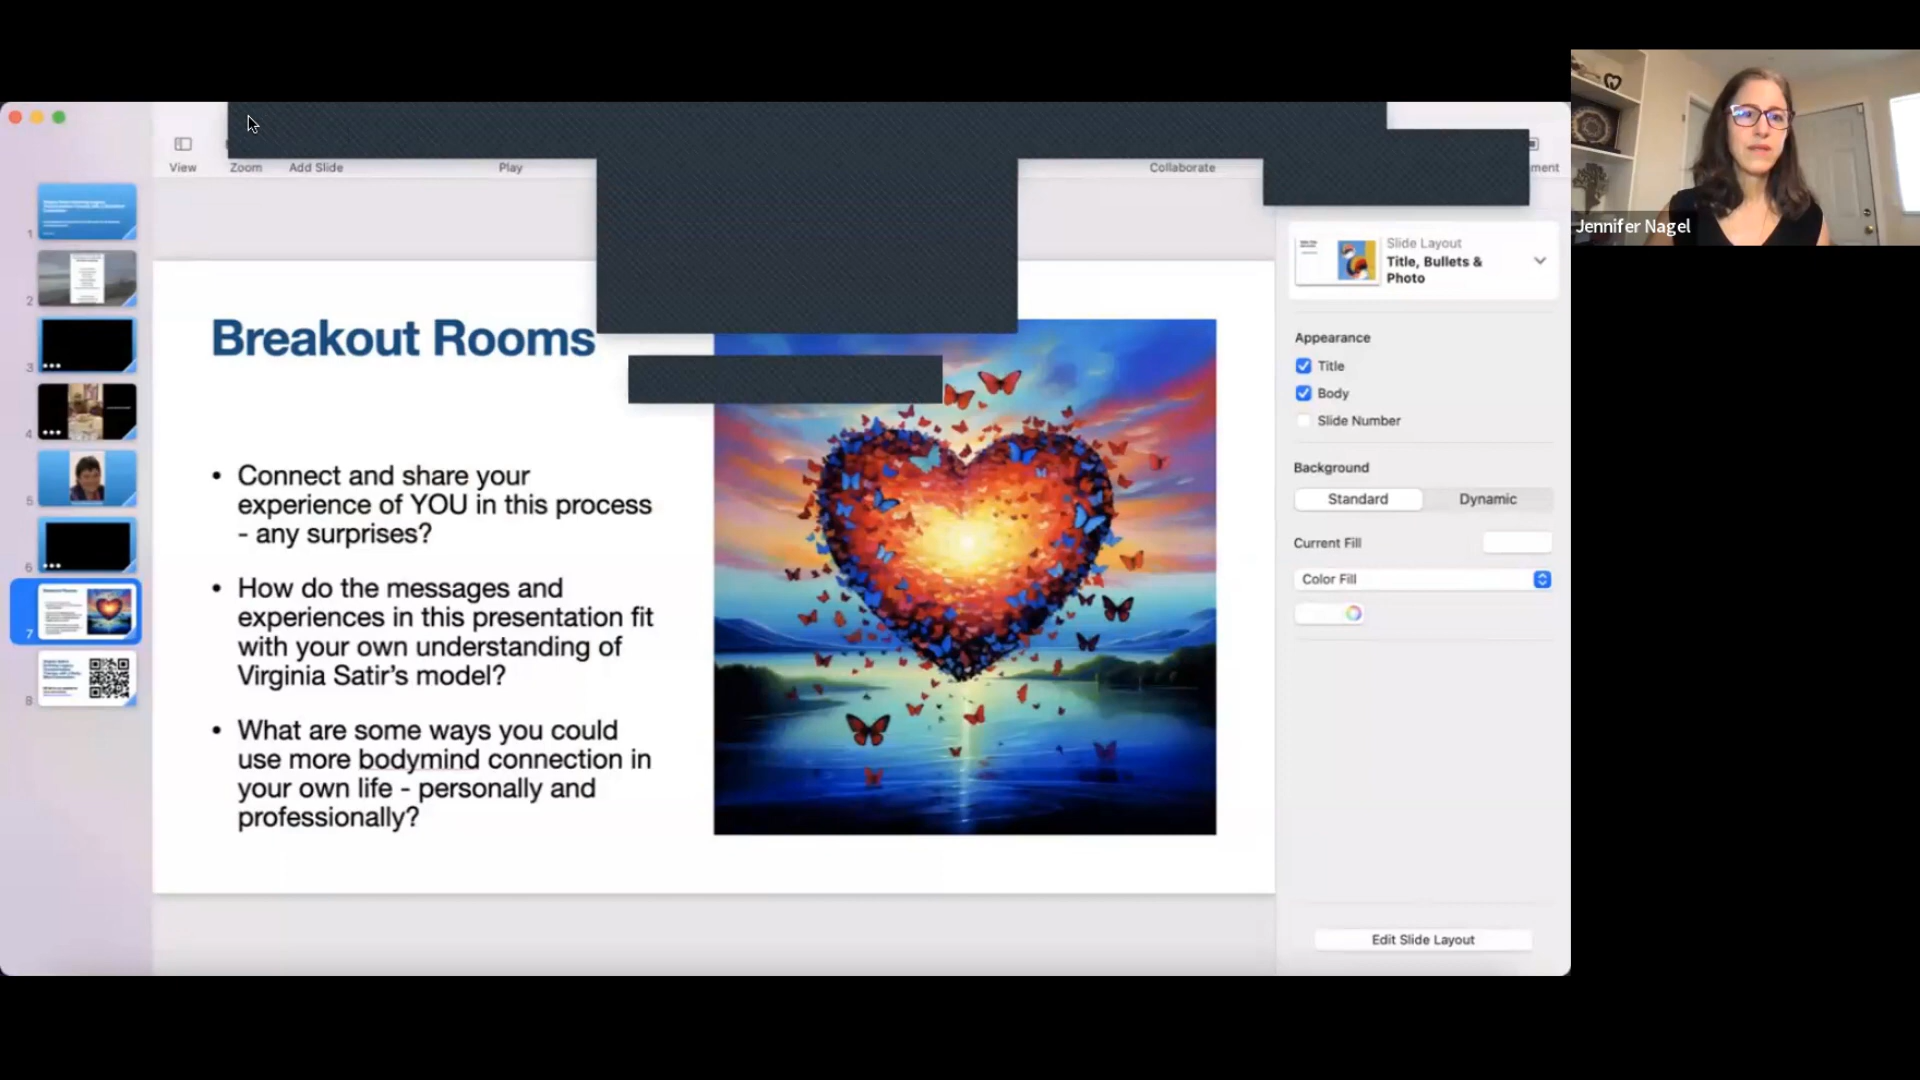 Jennifer Nagel
View
Zoom
Add Slide
Play
Collaborate
1
2
3
4
5
6
7
8
Breakout Rooms
• Connect and share your
experience of YOU in this process
- any surprises?
• How do the messages and
experiences in this presentation fit
with your own understanding of
Virginia Satir's model?
• What are some ways you could
use more bodymind connection in
your own life - personally and
professionally?
Slide Layout
Title, Bullets &
Photo
Appearance
Title
Body
Slide Number
Background
Standard
Dynamic
Current Fill
Color Fill
Edit Slide Layout